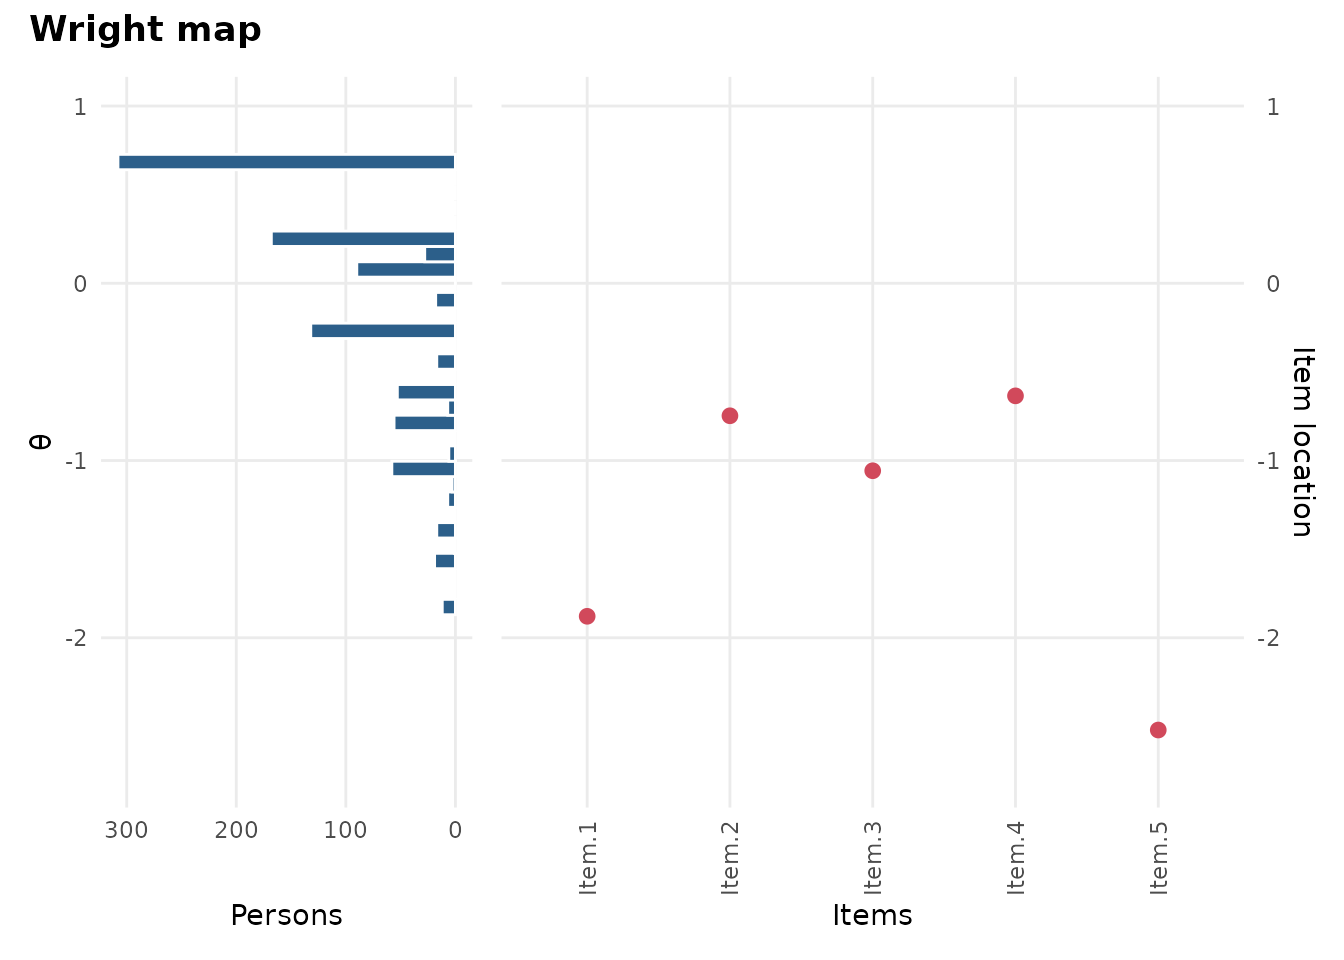 Wright map
1
0
-1
-2
θ
300 200 100 0
Persons
Item.1 Item.2 Item.3 Item.4 Item.5
Items
1
0
-1
-2
Item location